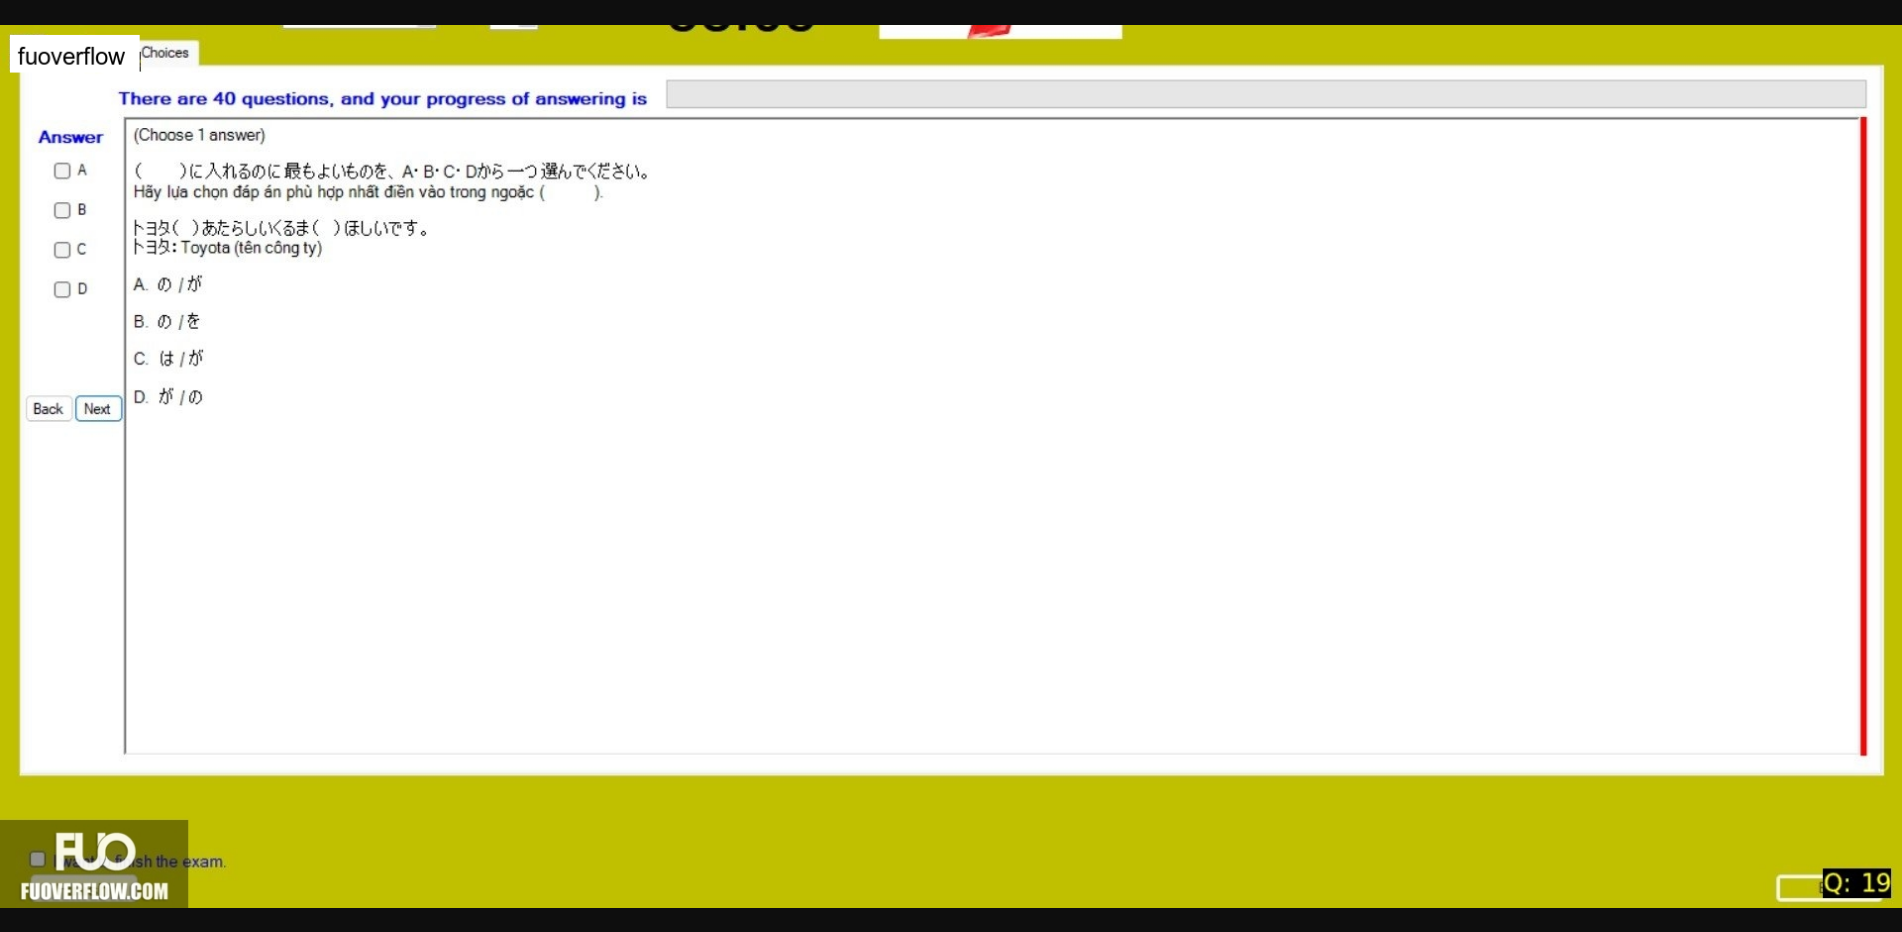 fuoverflow
Choices
There are 40 questions, and your progress of answering is
Answer
(Choose 1 answer)
A
(　　)に入れるのに最もよいものを、A・B・C・Dから一つ選んでください。
Hãy lựa chọn đáp án phù hợp nhất điền vào trong ngoặc (　　).
B
トヨタ(　)あたらしいくるま(　)ほしいです。
C
トヨタ: Toyota (tên công ty)
D
A. の / が
B. の / を
C. は / が
D. が / の
Back
Next
FUO
sh the exam.
FUOVERFLOW.COM
Q: 19